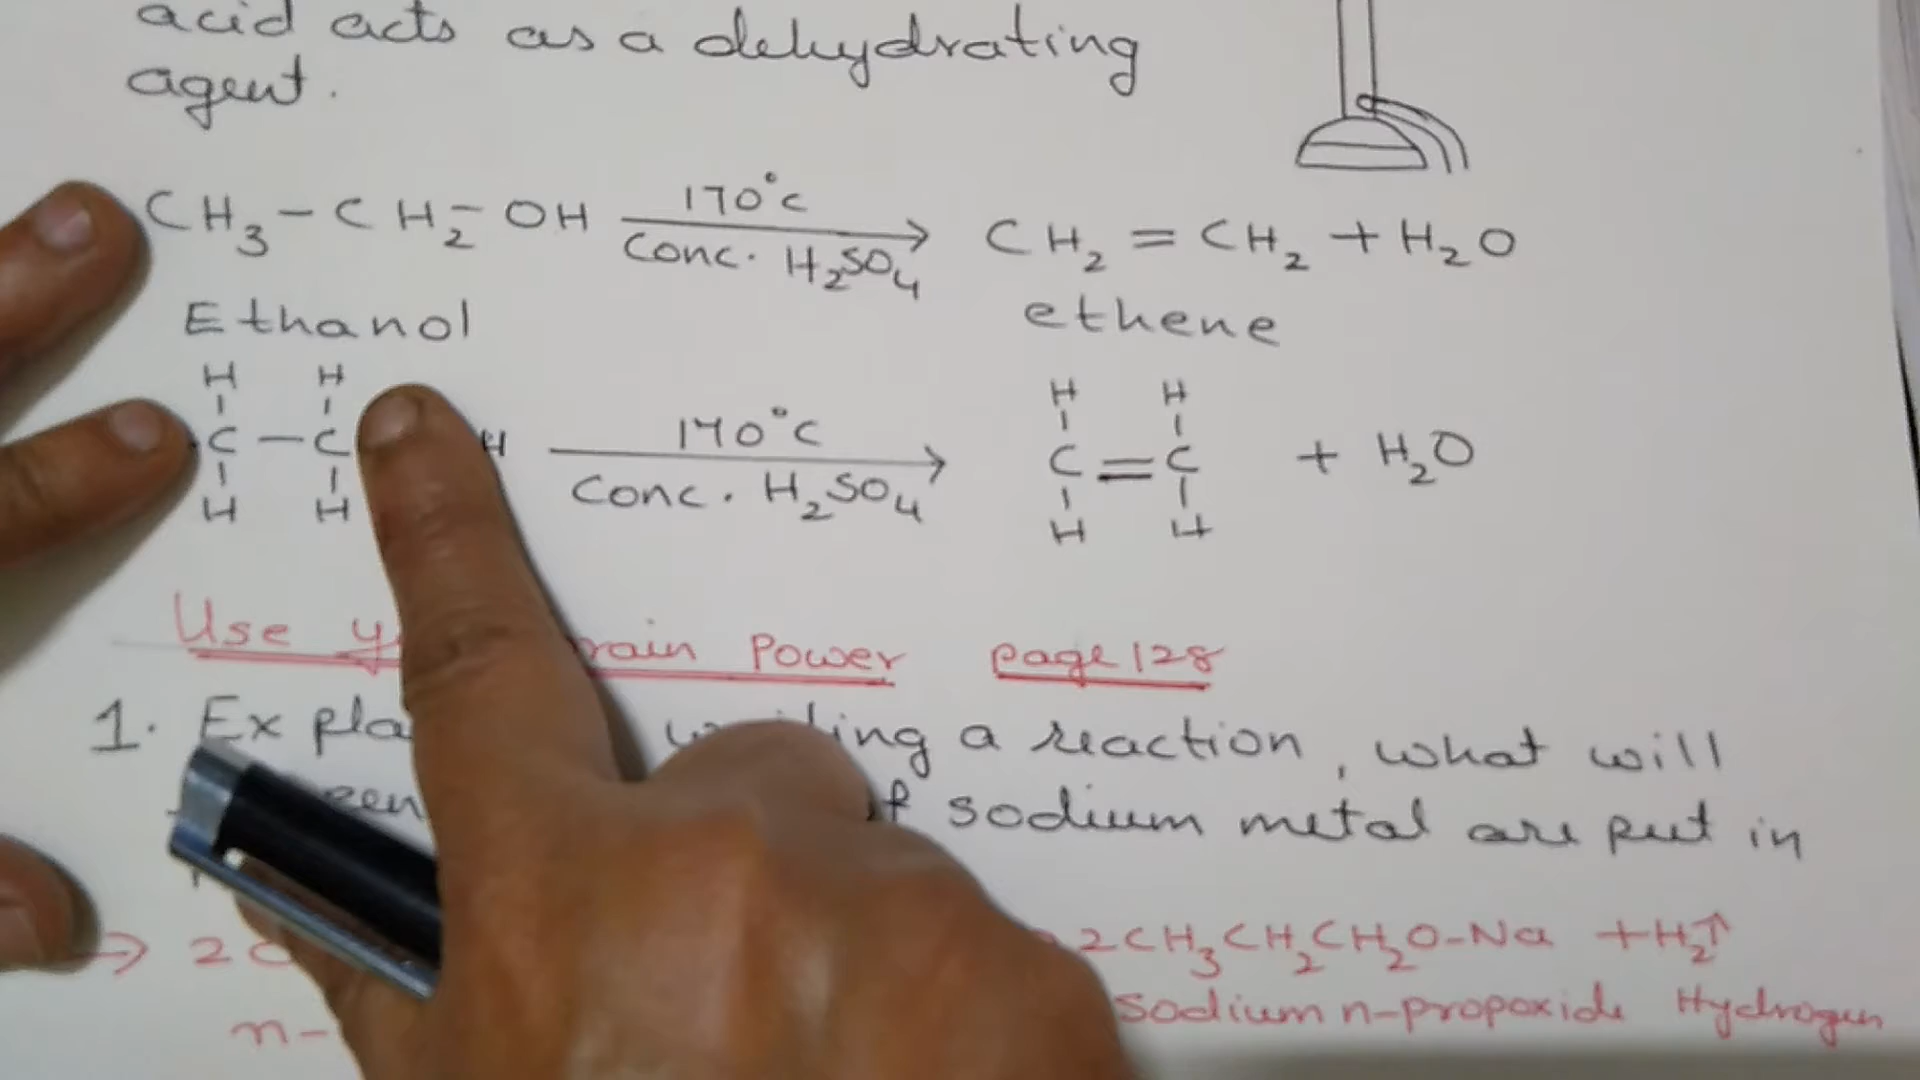 acid acts as a dehydrating
agent.
CH₃ - CH₂ - OH 170°c Conc. H₂SO₄ → CH₂ = CH₂ + H₂O
Ethanol ethene
H H H H
C - C H 170°C Conc. H₂SO₄ → C = C + H₂O
H H H H
Use Power page 128
1. a reaction, what will
sodium metal are put in
→ 2 2CH₃CH₂CH₂O-Na + H₂↑
n- Sodium n-propoxide Hydrogen